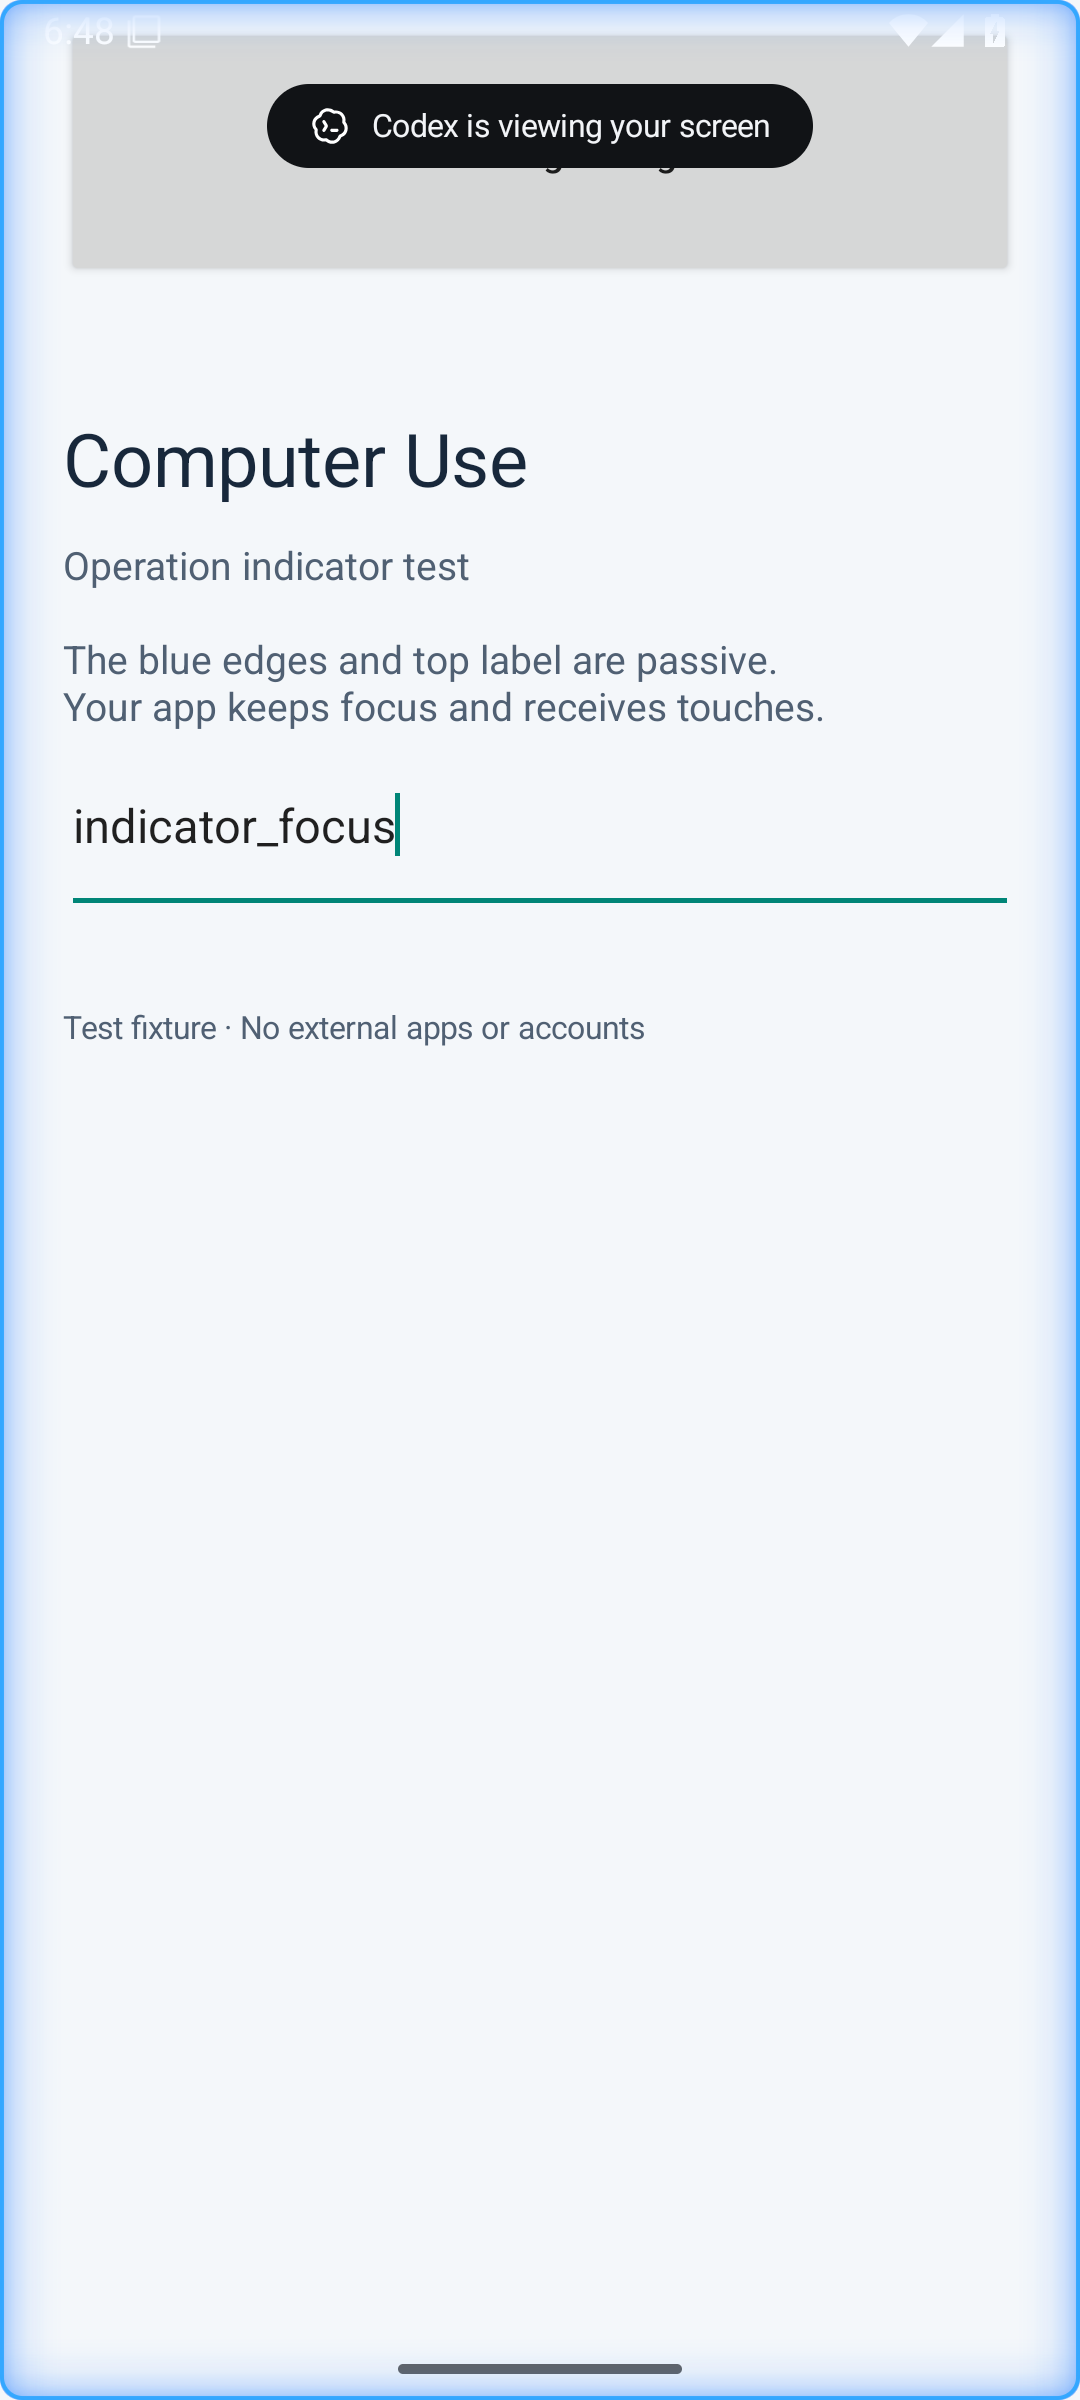 6:48
Codex is viewing your screen
Computer Use
Operation indicator test
The blue edges and top label are passive.
Your app keeps focus and receives touches.
indicator_focus
Test fixture · No external apps or accounts